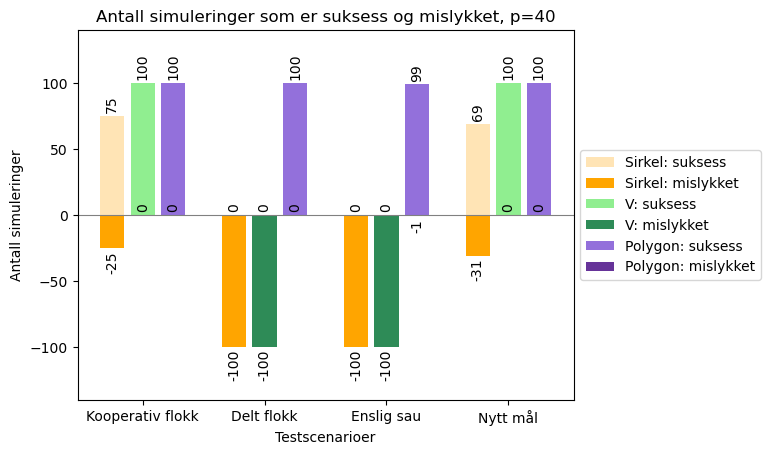 Antall simuleringer som er suksess og mislykket, p=40
Antall simuleringer
100
50
0
−50
−100
75
-25
100
0
100
0
0
-100
0
-100
100
0
0
-100
0
-100
99
-1
69
-31
100
0
100
0
Kooperativ flokk
Delt flokk
Enslig sau
Nytt mål
Testscenarioer
Sirkel: suksess
Sirkel: mislykket
V: suksess
V: mislykket
Polygon: suksess
Polygon: mislykket